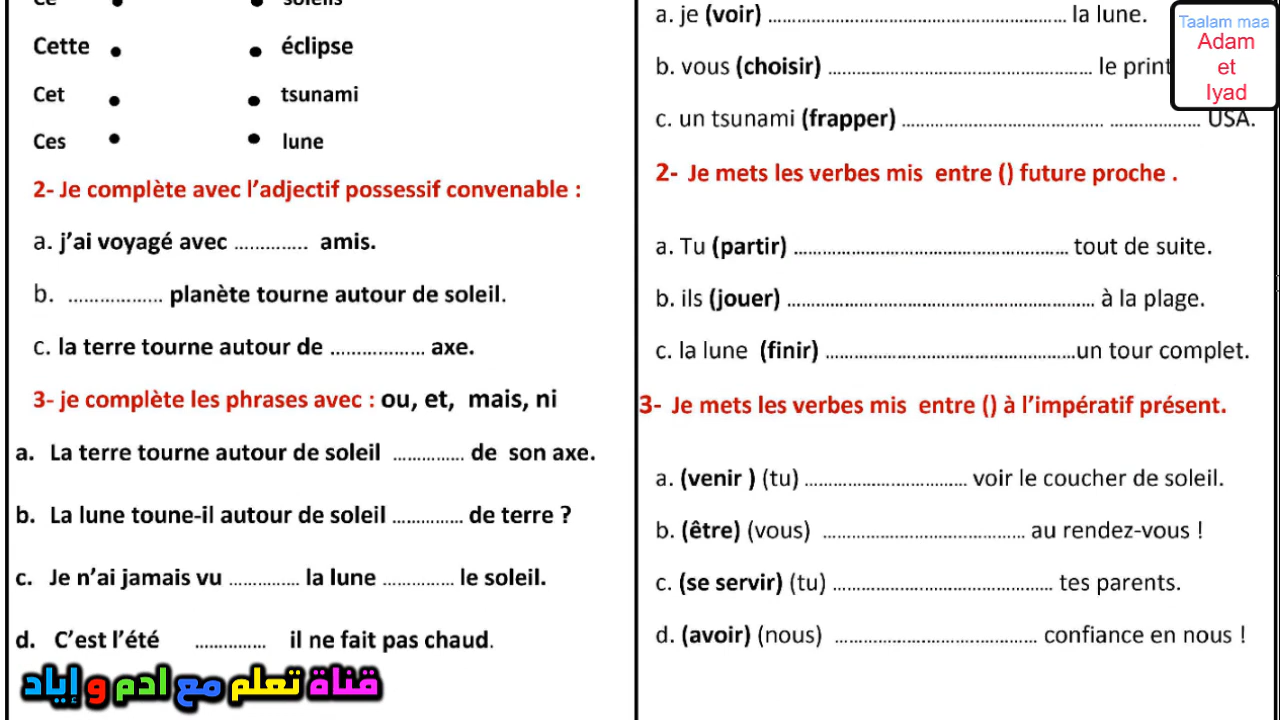 Ce • • soleils
Cette • • éclipse
Cet • • tsunami
Ces • • lune
2- Je complète avec l’adjectif possessif convenable :
a. j’ai voyagé avec ............. amis.
b. ................. planète tourne autour de soleil.
c. la terre tourne autour de ................. axe.
3- je complète les phrases avec : ou, et, mais, ni
a. La terre tourne autour de soleil .............. de son axe.
b. La lune toune-il autour de soleil .............. de terre ?
c. Je n’ai jamais vu .............. la lune .............. le soleil.
d. C’est l’été .............. il ne fait pas chaud.
قناة تعلم مع ادم و إياد
a. je (voir) .................................................... la lune.
b. vous (choisir) .................................................. le print
c. un tsunami (frapper) ...................................... ................. USA.
2- Je mets les verbes mis entre () future proche .
a. Tu (partir) .................................................... tout de suite.
b. ils (jouer) ...................................................... à la plage.
c. la lune (finir) ...............................................un tour complet.
3- Je mets les verbes mis entre () à l’impératif présent.
a. (venir ) (tu) ................................ voir le coucher de soleil.
b. (être) (vous) ....................................... au rendez-vous !
c. (se servir) (tu) .......................................... tes parents.
d. (avoir) (nous) ....................................... confiance en nous !
Taalam maa
Adam
et
Iyad